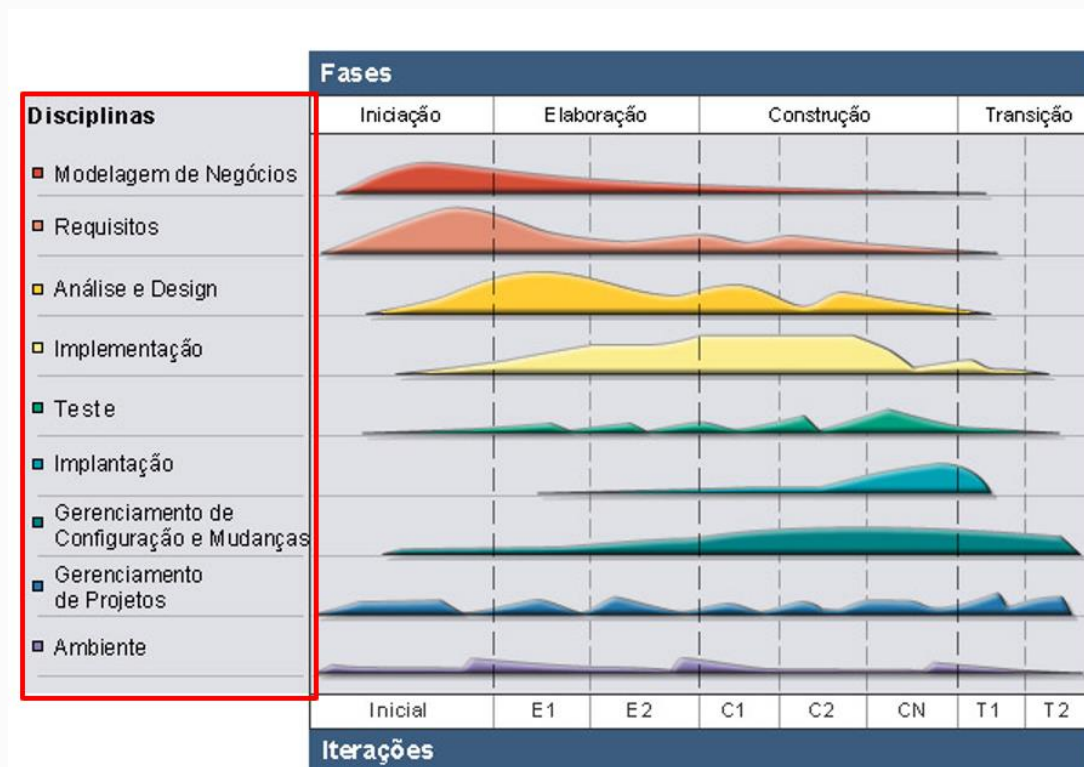 Fases
Disciplinas
Iniciação Elaboração Construção Transição
Modelagem de Negócios
Requisitos
Análise e Design
Implementação
Teste
Implantação
Gerenciamento de
Configuração e Mudanças
Gerenciamento
de Projetos
Ambiente
Inicial E1 E2 C1 C2 CN T1 T2
Iterações